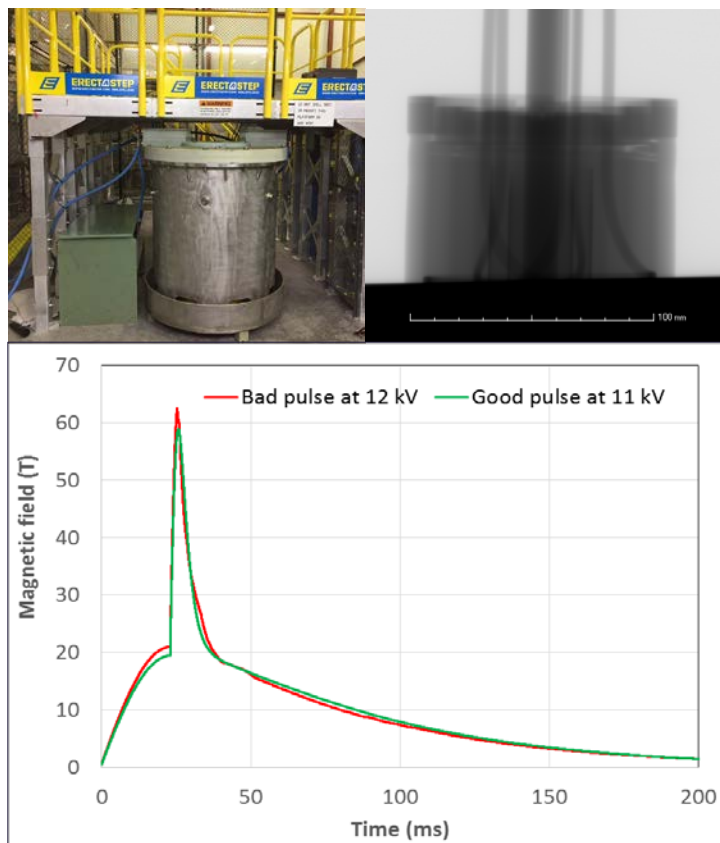 ERECTASTEP
ERECTASTEP
ERECTASTEP
WARNING
100 mm
Bad pulse at 12 kV
Good pulse at 11 kV
Magnetic field (T)
70
60
50
40
30
20
10
0
0 50 100 150 200
Time (ms)